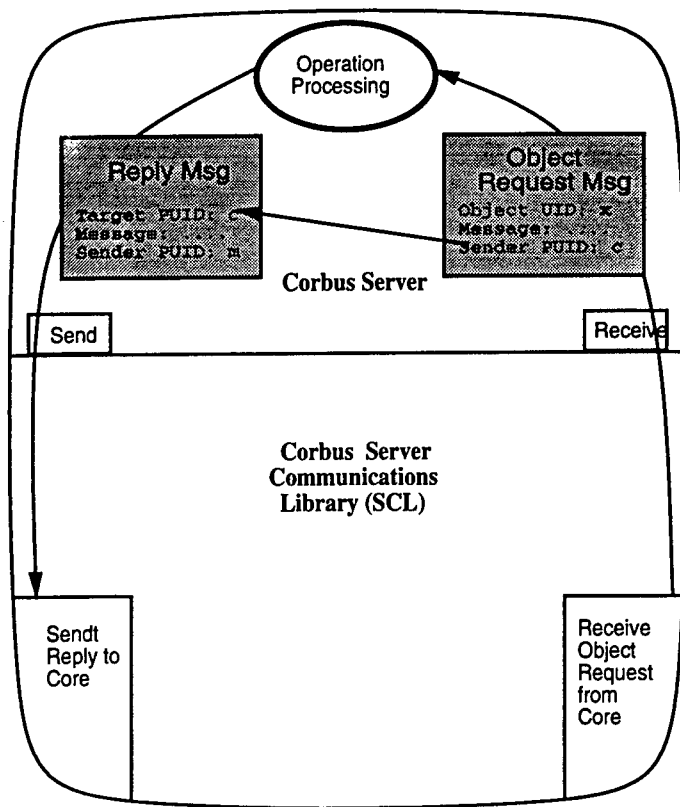 Operation
Processing
Reply Msg
Target PUID: c
Message: ....
Sender PUID: m
Object
Request Msg
Object UID: x
Message: ....
Sender PUID: c
Corbus Server
Send
Receive
Corbus Server
Communications
Library (SCL)
Sendt
Reply to
Core
Receive
Object
Request
from
Core